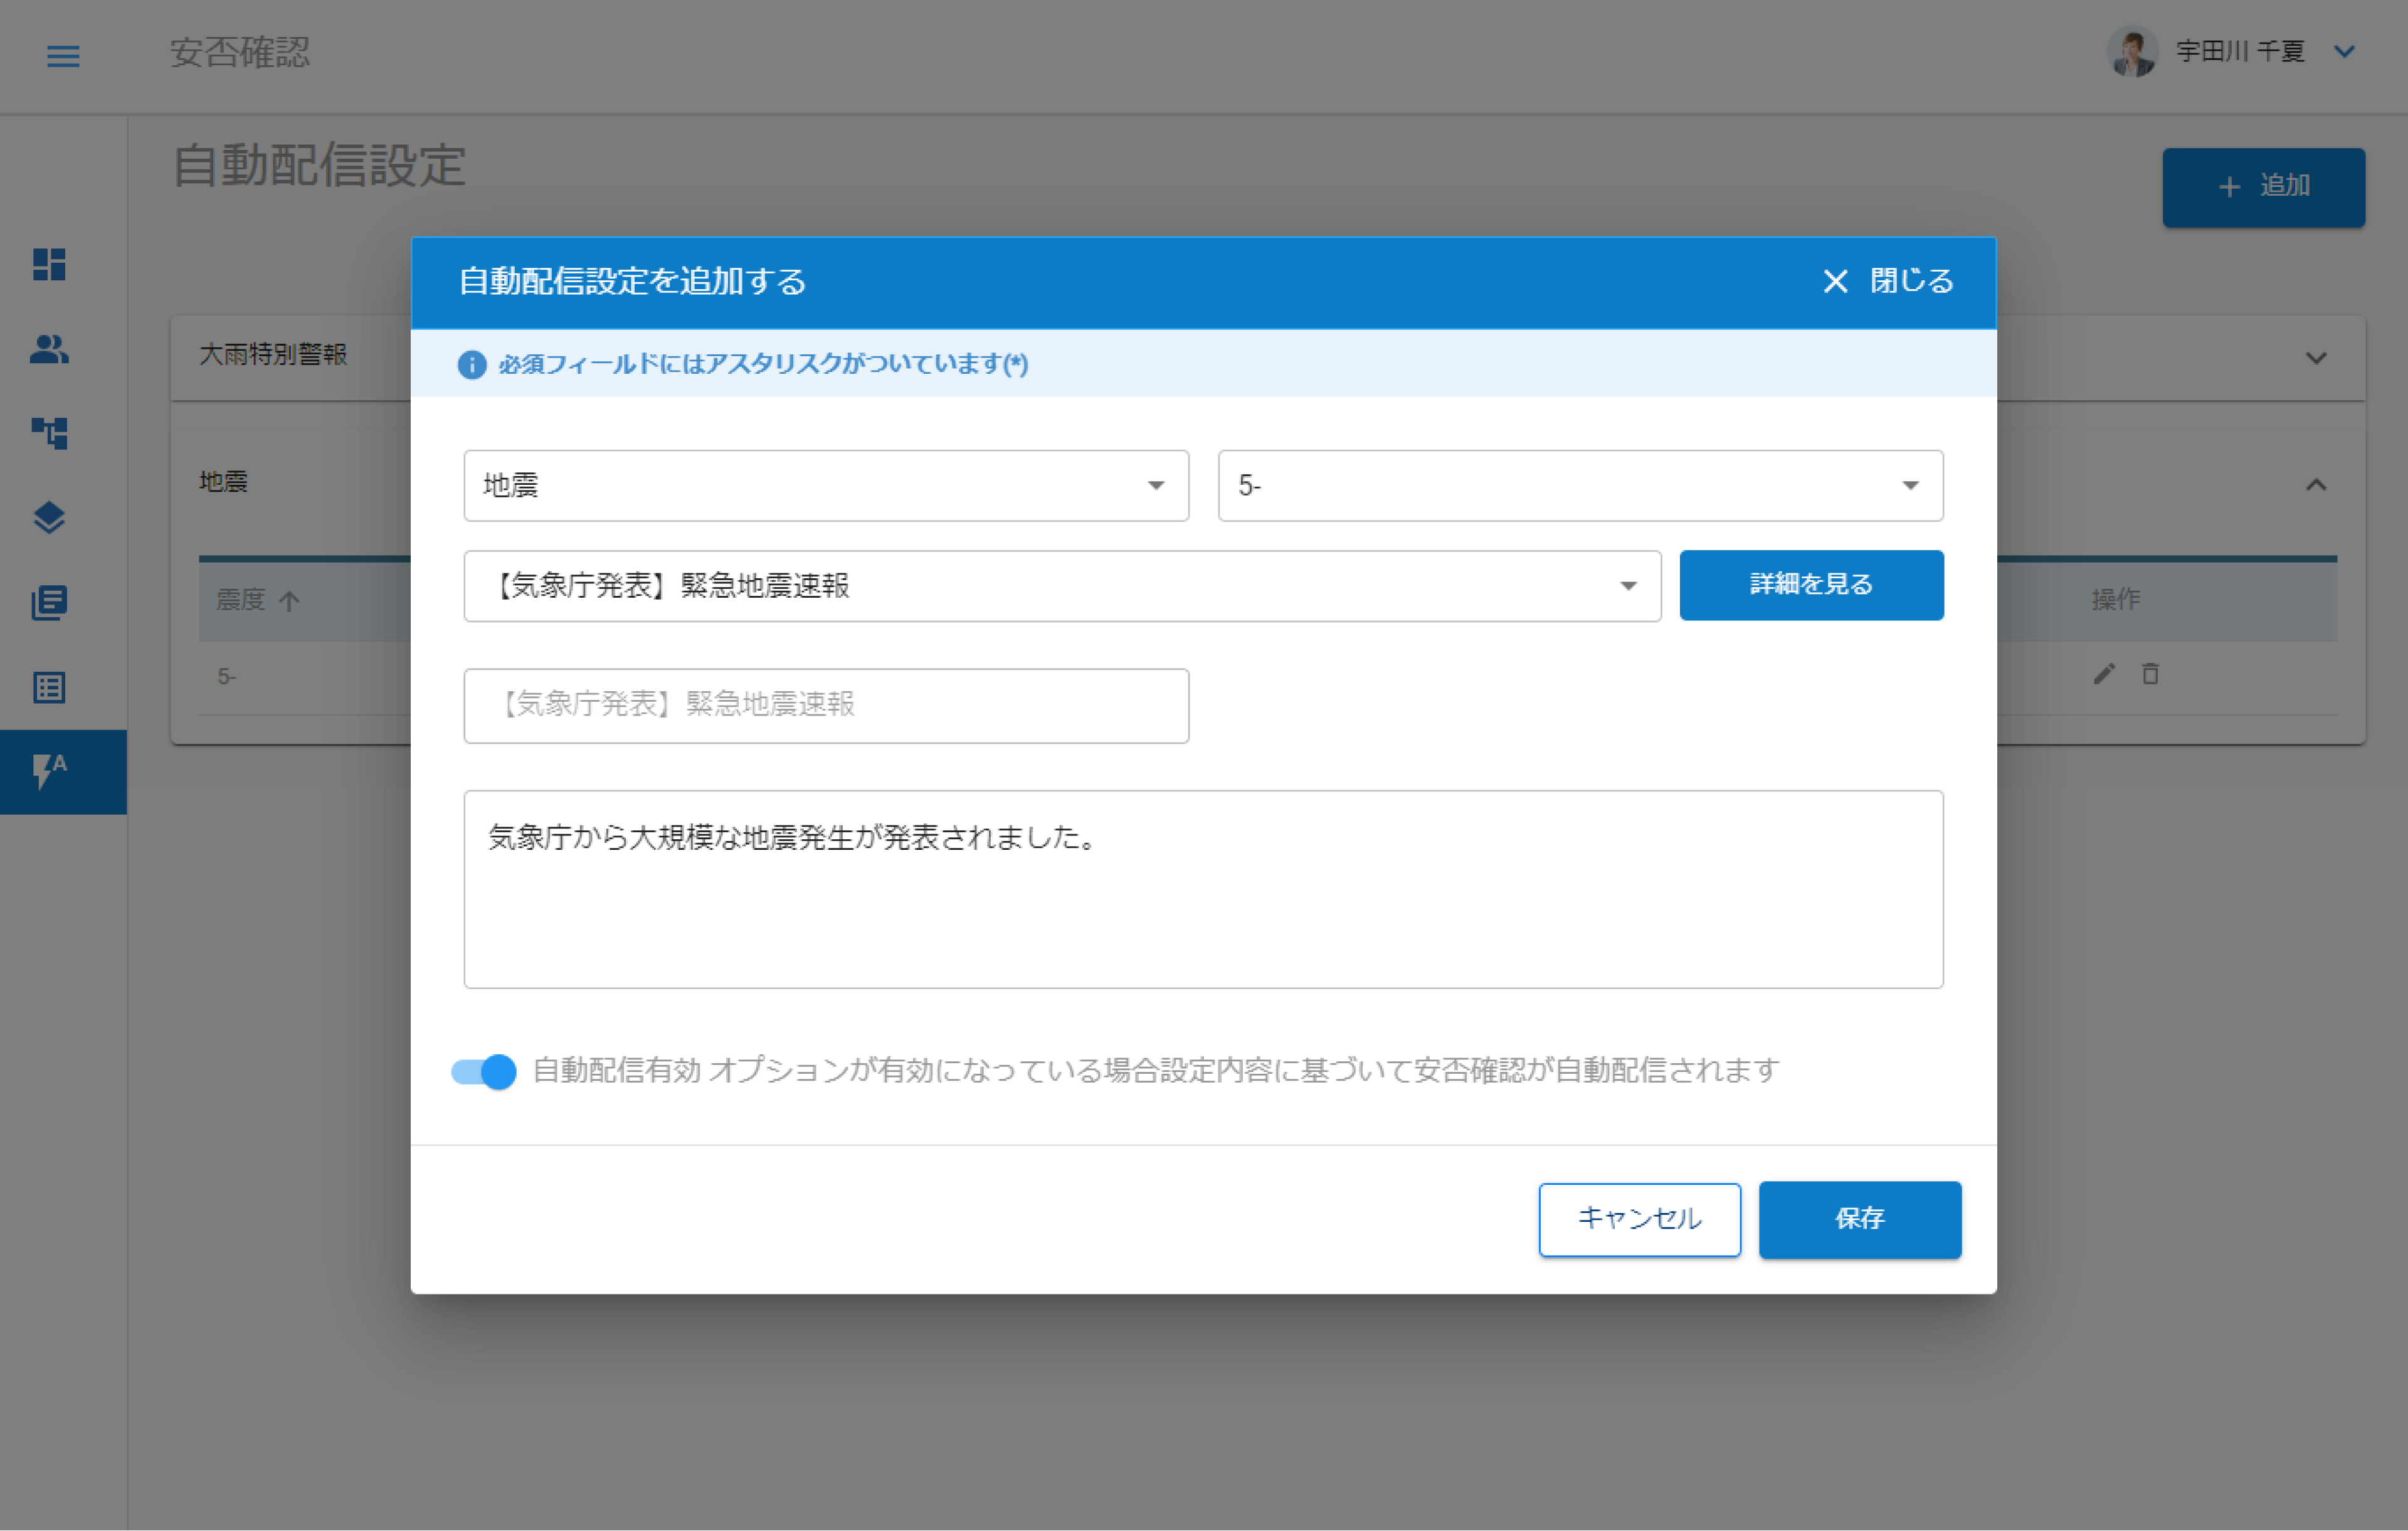 安否確認
宇田川 千夏
自動配信設定
追加
自動配信設定を追加する
閉じる
必須フィールドにはアスタリスクがついています(*)
大雨特別警報
地震
5-
地震
【気象庁発表】緊急地震速報
詳細を見る
震度
操作
5-
【気象庁発表】緊急地震速報
A
気象庁から大規模な地震発生が発表されました。
自動配信有効 オプションが有効になっている場合設定内容に基づいて安否確認が自動配信されます
キャンセル
保存